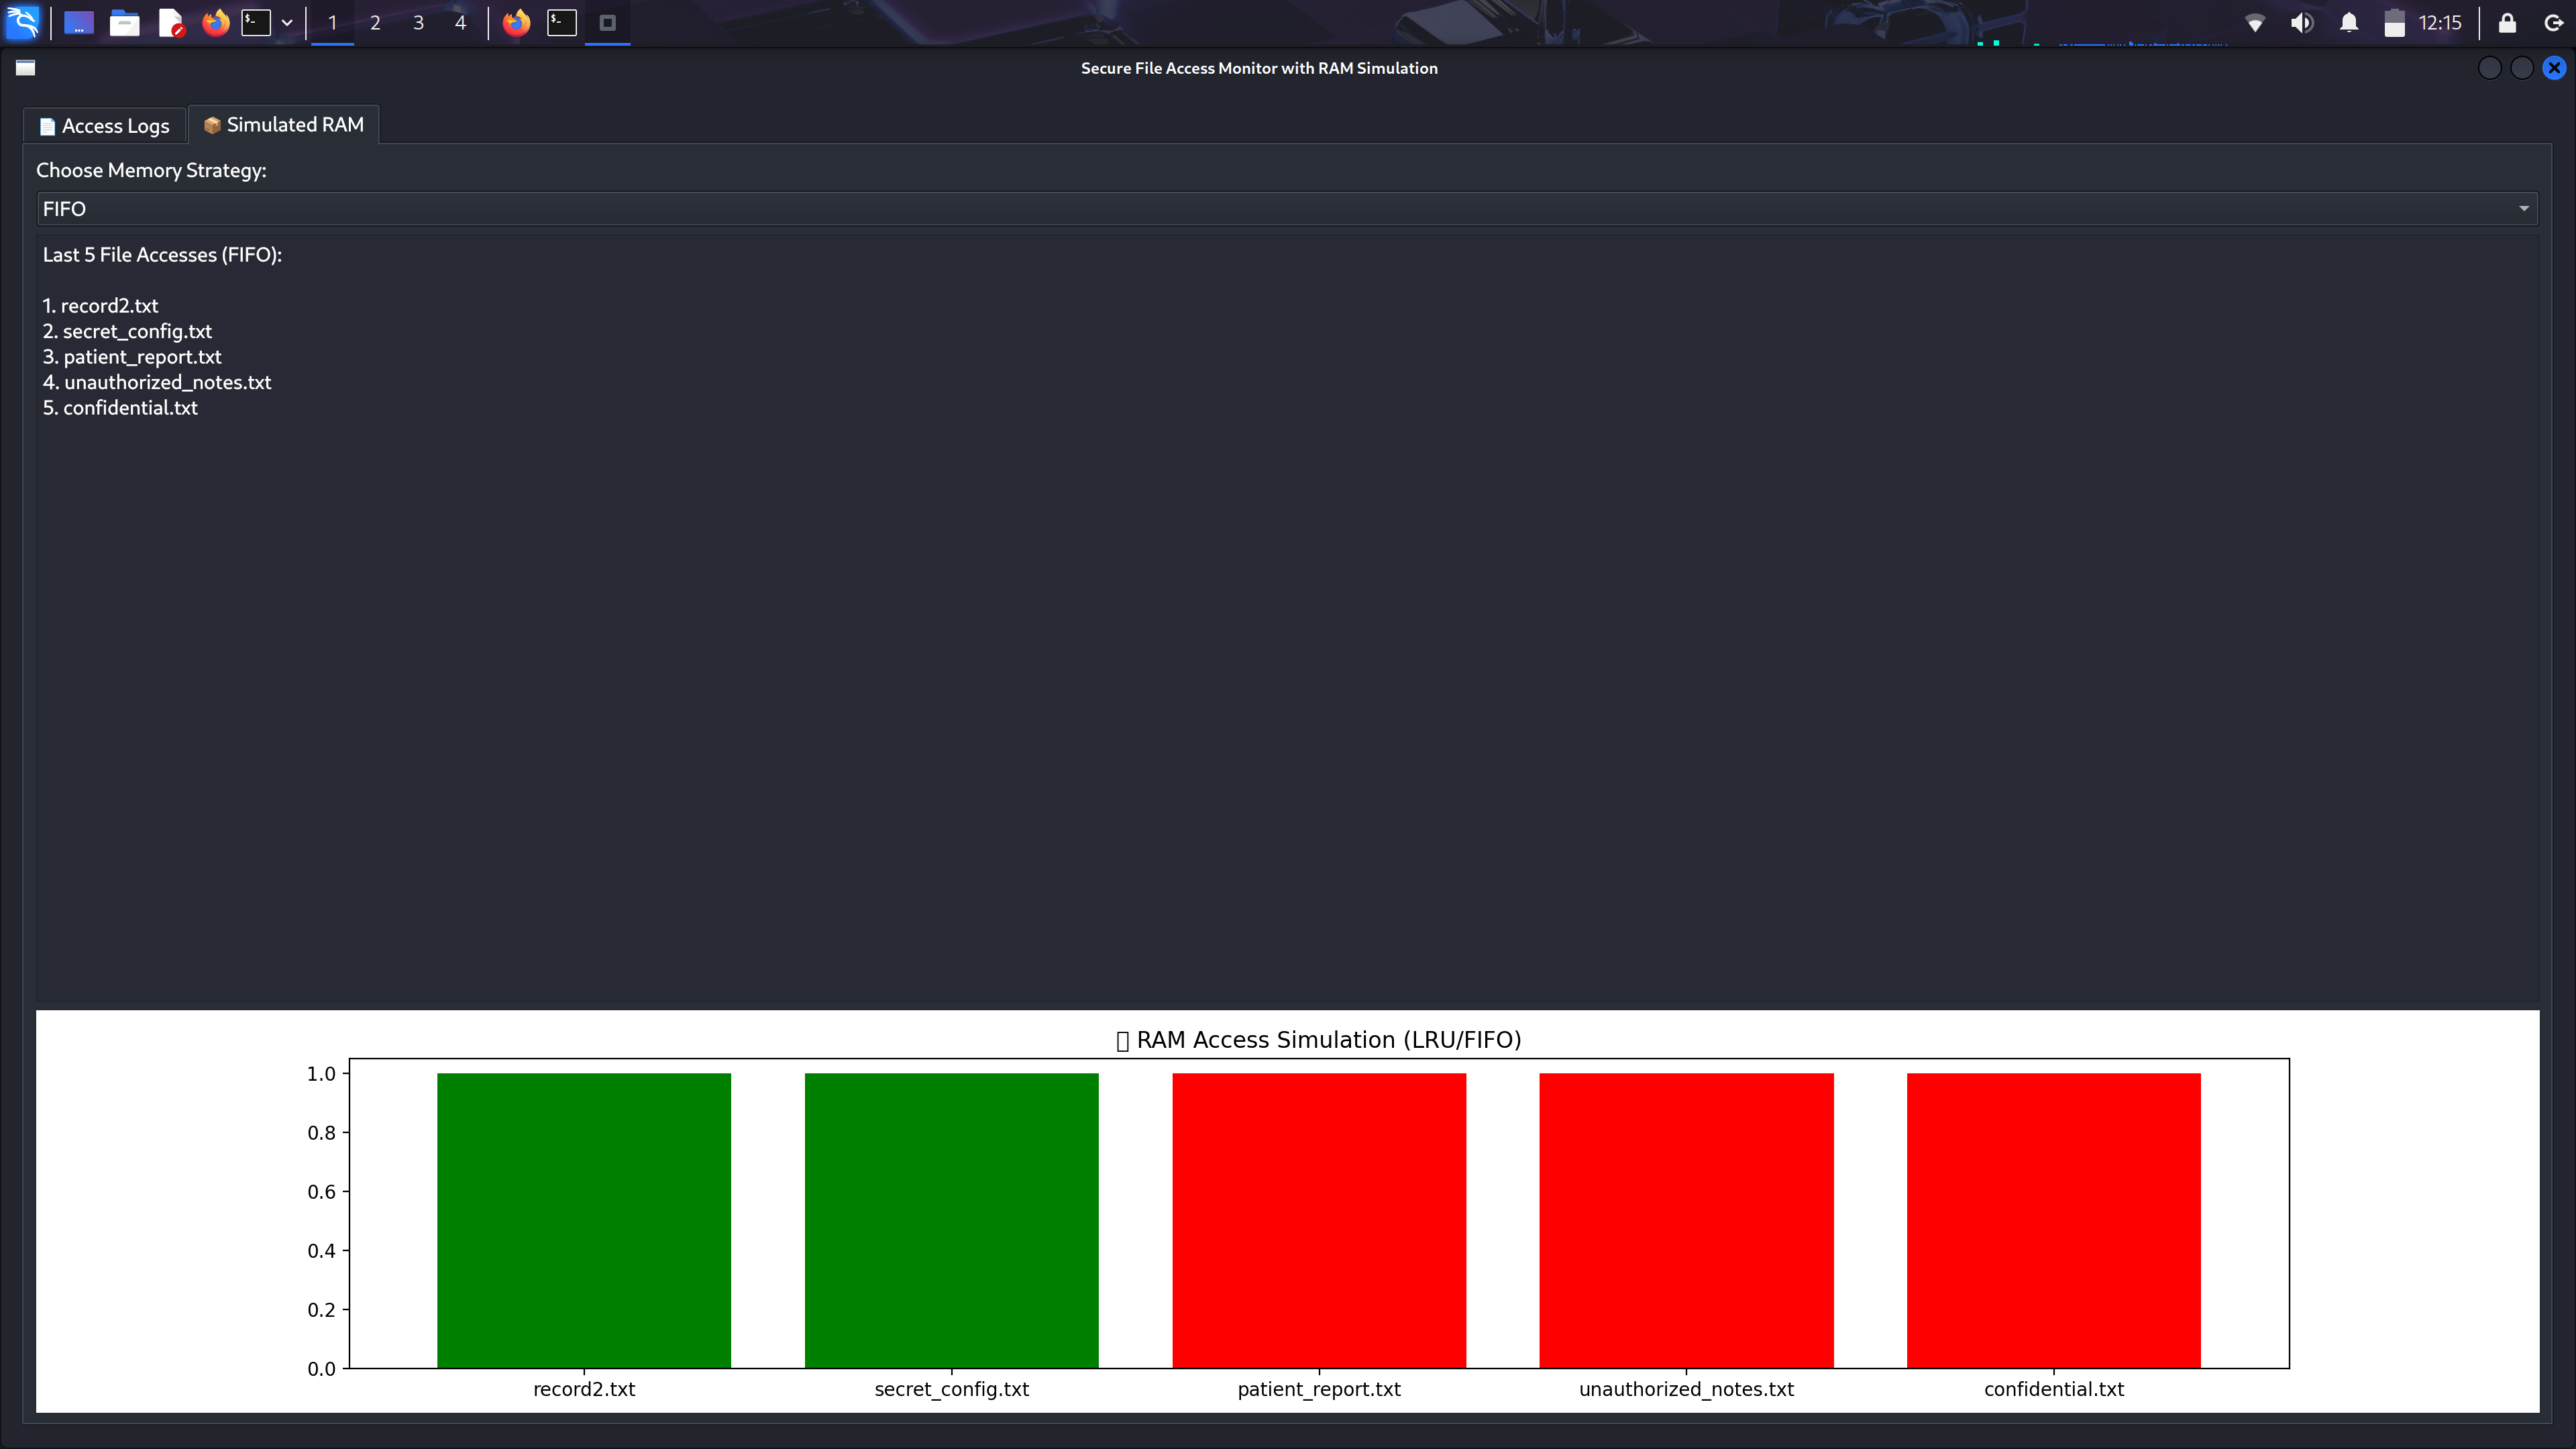 1 2 3 4 12:15
Secure File Access Monitor with RAM Simulation
Access Logs Simulated RAM
Choose Memory Strategy:
FIFO
Last 5 File Accesses (FIFO):
1. record2.txt
2. secret_config.txt
3. patient_report.txt
4. unauthorized_notes.txt
5. confidential.txt
RAM Access Simulation (LRU/FIFO)
1.0
0.8
0.6
0.4
0.2
0.0
record2.txt secret_config.txt patient_report.txt unauthorized_notes.txt confidential.txt